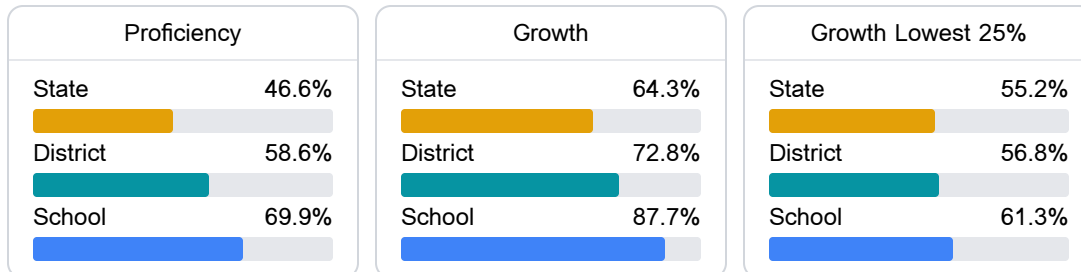 Proficiency
State 46.6%
District 58.6%
School 69.9%
Growth
State 64.3%
District 72.8%
School 87.7%
Growth Lowest 25%
State 55.2%
District 56.8%
School 61.3%